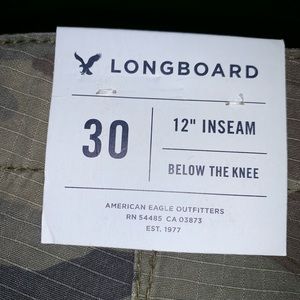 LONGBOARD
30
12" INSEAM
BELOW THE KNEE
AMERICAN EAGLE OUTFITTERS
RN 54485 CA 03873
EST. 1977